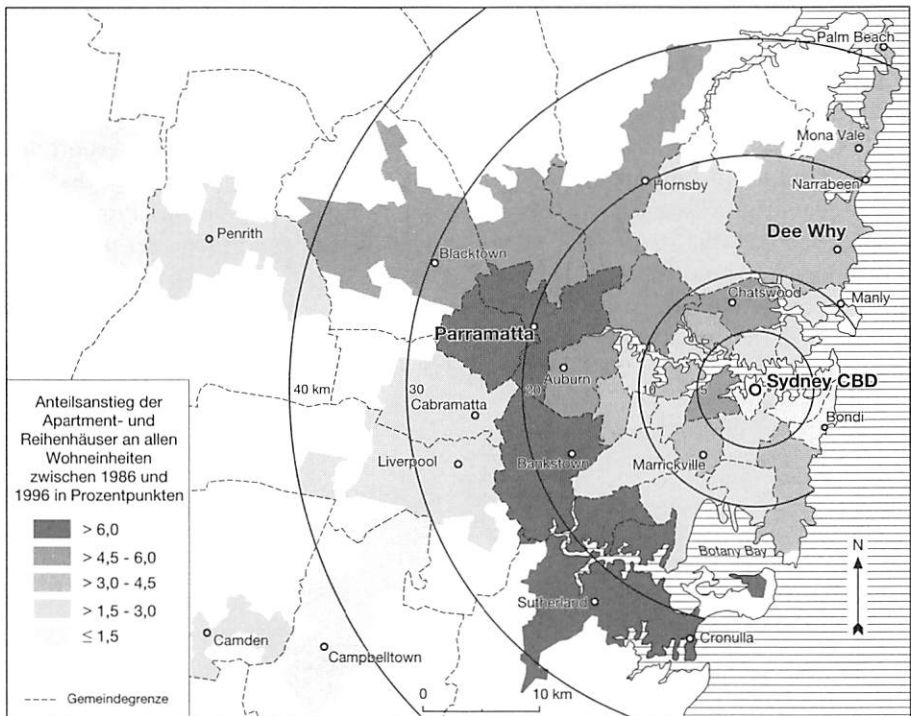 Palm Beach
Mona Vale
Hornsby
Narrabeen
Penrith
Dee Why
Blacktown
Chatswood
Manly
Parramatta
Auburn
Sydney CBD
40 km
30
20
10
5
Cabramatta
Bondi
Liverpool
Bankstown
Marrickville
Botany Bay
N
Sutherland
Cronulla
Camden
Campbelltown
0
10 km
Anteilsanstieg der
Apartment- und
Reihenhäuser an allen
Wohneinheiten
zwischen 1986 und
1996 in Prozentpunkten
> 6,0
> 4,5 - 6,0
> 3,0 - 4,5
> 1,5 - 3,0
≤ 1,5
Gemeindegrenze